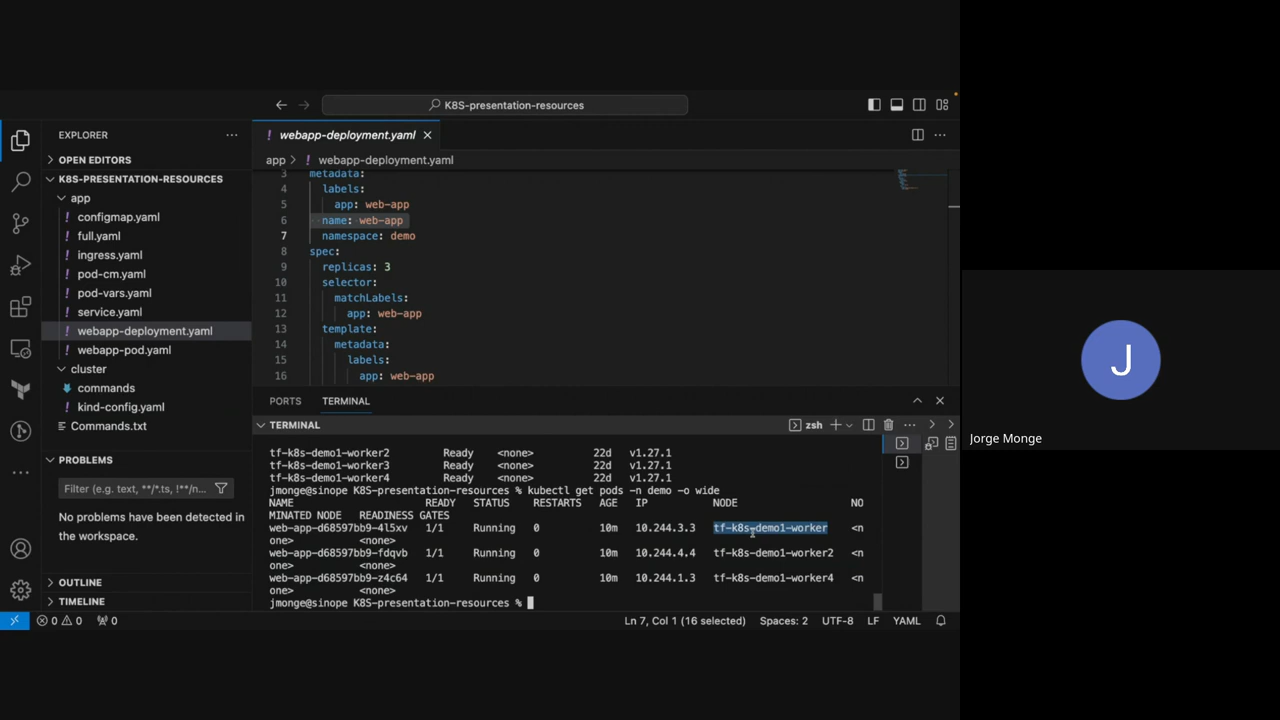 K8S-presentation-resources
EXPLORER
OPEN EDITORS
K8S-PRESENTATION-RESOURCES
app
configmap.yaml
full.yaml
ingress.yaml
pod-cm.yaml
pod-vars.yaml
service.yaml
webapp-deployment.yaml
webapp-pod.yaml
cluster
commands
kind-config.yaml
Commands.txt
PROBLEMS
Filter (e.g. text, **/*.ts, !**/n...
No problems have been detected in
the workspace.
OUTLINE
TIMELINE
webapp-deployment.yaml
app > webapp-deployment.yaml
3 metadata:
4 labels:
5 app: web-app
6 name: web-app
7 namespace: demo
8 spec:
9 replicas: 3
10 selector:
11 matchLabels:
12 app: web-app
13 template:
14 metadata:
15 labels:
16 app: web-app
PORTS TERMINAL
TERMINAL
zsh
tf-k8s-demo1-worker2 Ready <none> 22d v1.27.1
tf-k8s-demo1-worker3 Ready <none> 22d v1.27.1
tf-k8s-demo1-worker4 Ready <none> 22d v1.27.1
jmonge@sinope K8S-presentation-resources % kubectl get pods -n demo -o wide
NAME READY STATUS RESTARTS AGE IP NODE NO
MINATED NODE READINESS GATES
web-app-d68597bb9-4l5xv 1/1 Running 0 10m 10.244.3.3 tf-k8s-demo1-worker <n
one> <none>
web-app-d68597bb9-fdqvb 1/1 Running 0 10m 10.244.4.4 tf-k8s-demo1-worker2 <n
one> <none>
web-app-d68597bb9-z4c64 1/1 Running 0 10m 10.244.1.3 tf-k8s-demo1-worker4 <n
one> <none>
jmonge@sinope K8S-presentation-resources %
0 0 0 Ln 7, Col 1 (16 selected) Spaces: 2 UTF-8 LF YAML
J
Jorge Monge